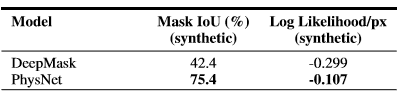 Model Mask IoU (%) Log Likelihood/px
(synthetic) (synthetic)
DeepMask 42.4 -0.299
PhysNet 75.4 -0.107